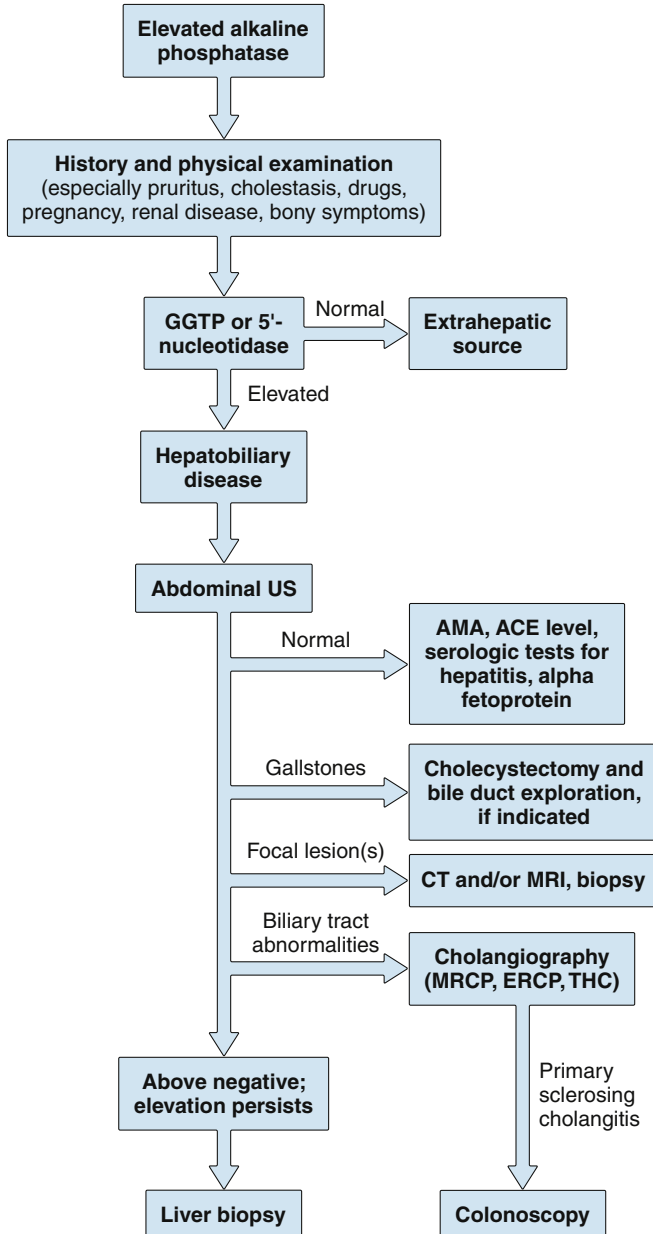 Elevated alkaline
phosphatase
History and physical examination
(especially pruritus, cholestasis, drugs,
pregnancy, renal disease, bony symptoms)
GGTP or 5'-
nucleotidase
Normal
Extrahepatic
source
Elevated
Hepatobiliary
disease
Abdominal US
Normal
AMA, ACE level,
serologic tests for
hepatitis, alpha
fetoprotein
Gallstones
Cholecystectomy and
bile duct exploration,
if indicated
Focal lesion(s)
CT and/or MRI, biopsy
Biliary tract
abnormalities
Cholangiography
(MRCP, ERCP, THC)
Above negative;
elevation persists
Primary
sclerosing
cholangitis
Liver biopsy
Colonoscopy